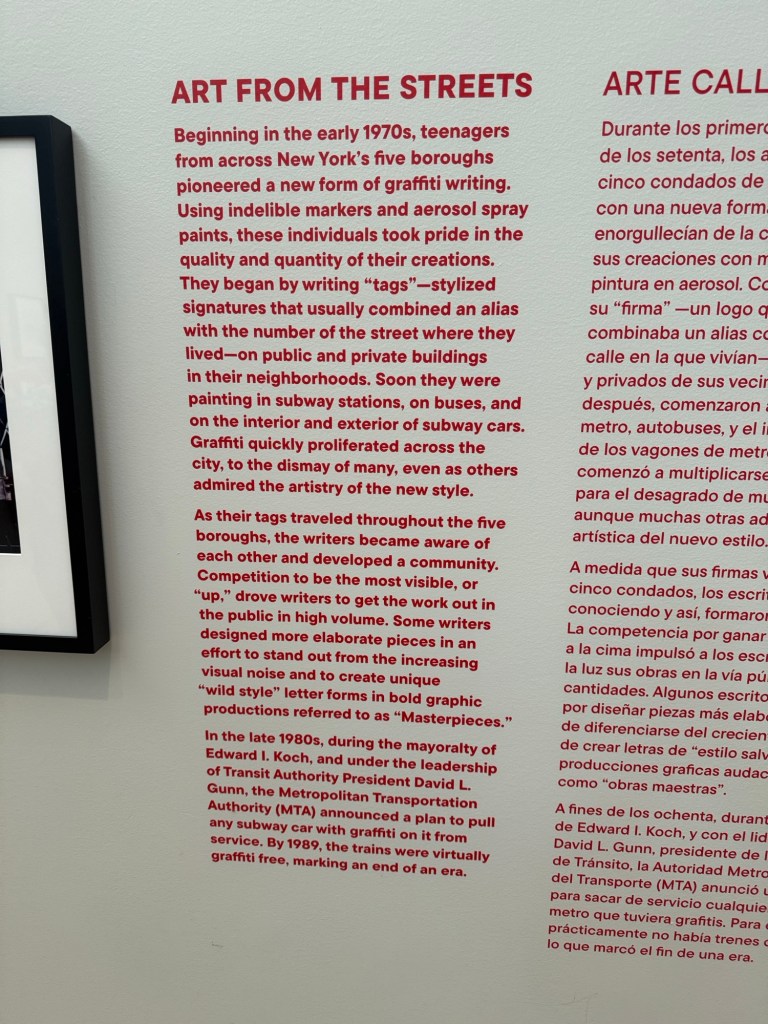 ART FROM THE STREETS
Beginning in the early 1970s, teenagers
from across New York's five boroughs
pioneered a new form of graffiti writing.
Using indelible markers and aerosol spray
paints, these individuals took pride in the
quality and quantity of their creations.
They began by writing “tags”—stylized
signatures that usually combined an alias
with the number of the street where they
lived—on public and private buildings
in their neighborhoods. Soon they were
painting in subway stations, on buses, and
on the interior and exterior of subway cars.
Graffiti quickly proliferated across the
city, to the dismay of many, even as others
admired the artistry of the new style.
As their tags traveled throughout the five
boroughs, the writers became aware of
each other and developed a community.
Competition to be the most visible, or
“up,” drove writers to get the work out in
the public in high volume. Some writers
designed more elaborate pieces in an
effort to stand out from the increasing
visual noise and to create unique
“wild style” letter forms in bold graphic
productions referred to as “Masterpieces.”
In the late 1980s, during the mayoralty of
Edward I. Koch, and under the leadership
of Transit Authority President David L.
Gunn, the Metropolitan Transportation
Authority (MTA) announced a plan to pull
any subway car with graffiti on it from
service. By 1989, the trains were virtually
graffiti free, marking an end of an era.
ARTE CALL
Durante los primero
de los setenta, los a
cinco condados de
con una nueva forma
enorgullecían de la c
sus creaciones con m
pintura en aerosol. Co
su “firma” —un logo q
combinaba un alias co
calle en la que vivían—
y privados de sus vecin
después, comenzaron a
metro, autobuses, y el in
de los vagones de metro
comenzó a multiplicarse
para el desagrado de mu
aunque muchas otras ad
artística del nuevo estilo.
A medida que sus firmas v
cinco condados, los escrit
conociendo y así, formaron
La competencia por ganar
a la cima impulsó a los escr
la luz sus obras en la vía pú
cantidades. Algunos escrito
por diseñar piezas más elab
de diferenciarse del crecien
de crear letras de “estilo salv
producciones graficas audac
como “obras maestras”.
A fines de los ochenta, durant
de Edward I. Koch, y con el lid
David L. Gunn, presidente de l
de Tránsito, la Autoridad Metro
del Transporte (MTA) anunció u
para sacar de servicio cualquie
metro que tuviera grafitis. Para
prácticamente no había trenes
lo que marcó el fin de una era.